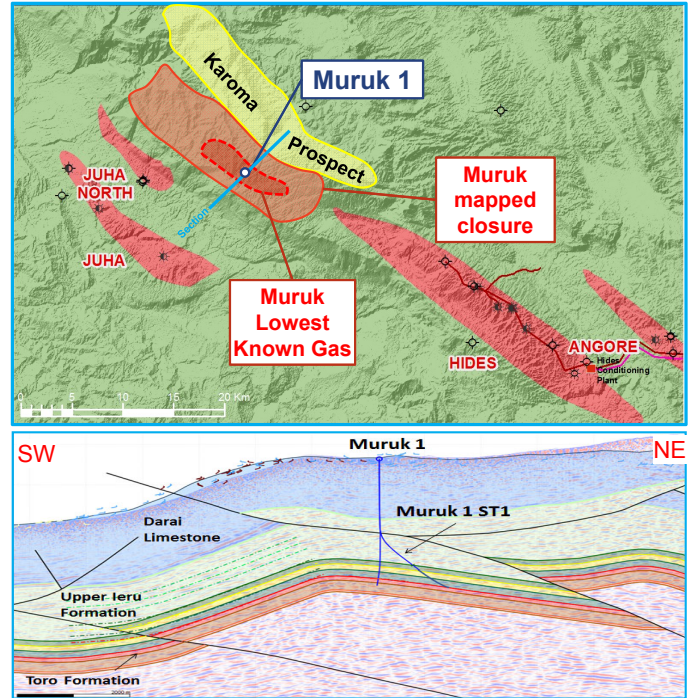 Karoma
Prospect
Muruk 1
JUHA
NORTH
JUHA
Section
Muruk
mapped
closure
Muruk
Lowest
Known Gas
HIDES
ANGORE
Hides
Conditioning
Plant
0 5 10 20 Km
SW
Muruk 1
NE
Muruk 1 ST1
Darai
Limestone
Upper Ieru
Formation
Toro Formation
2000 m